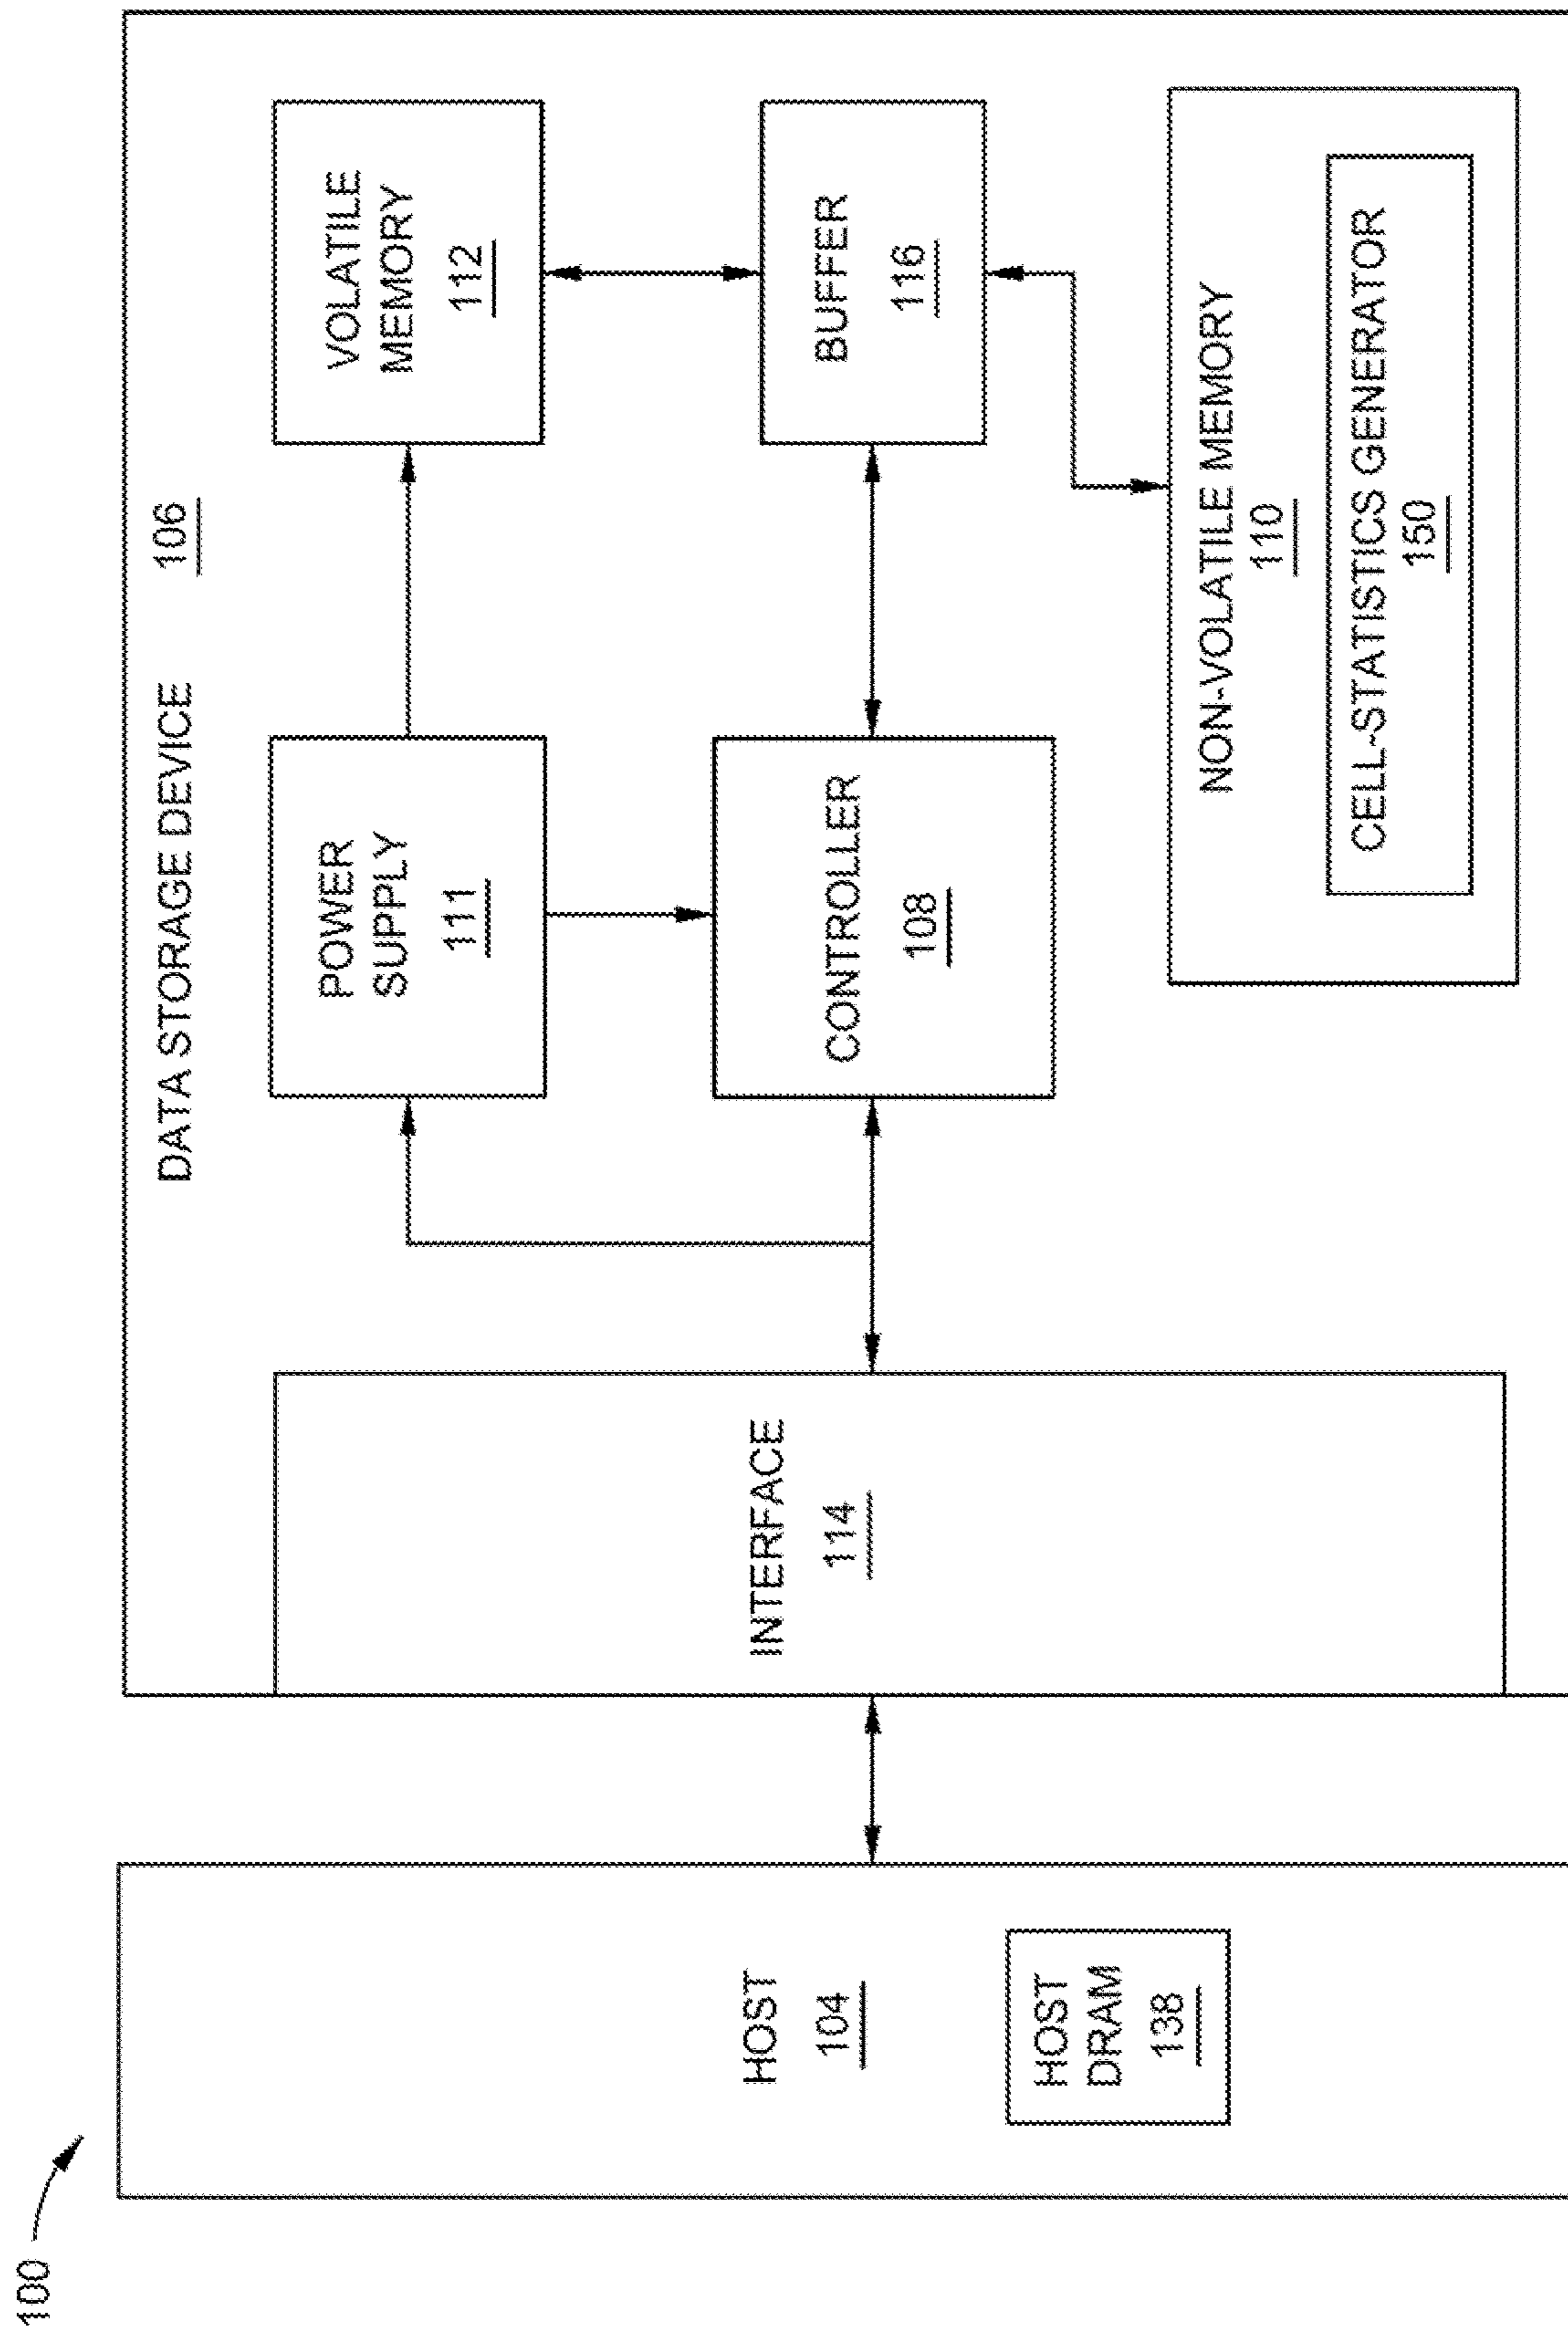 100
HOST
104
HOST
DRAM
138
DATA STORAGE DEVICE 106
INTERFACE
114
POWER
SUPPLY
111
VOLATILE
MEMORY
112
CONTROLLER
108
BUFFER
116
NON-VOLATILE MEMORY
110
CELL-STATISTICS GENERATOR
150